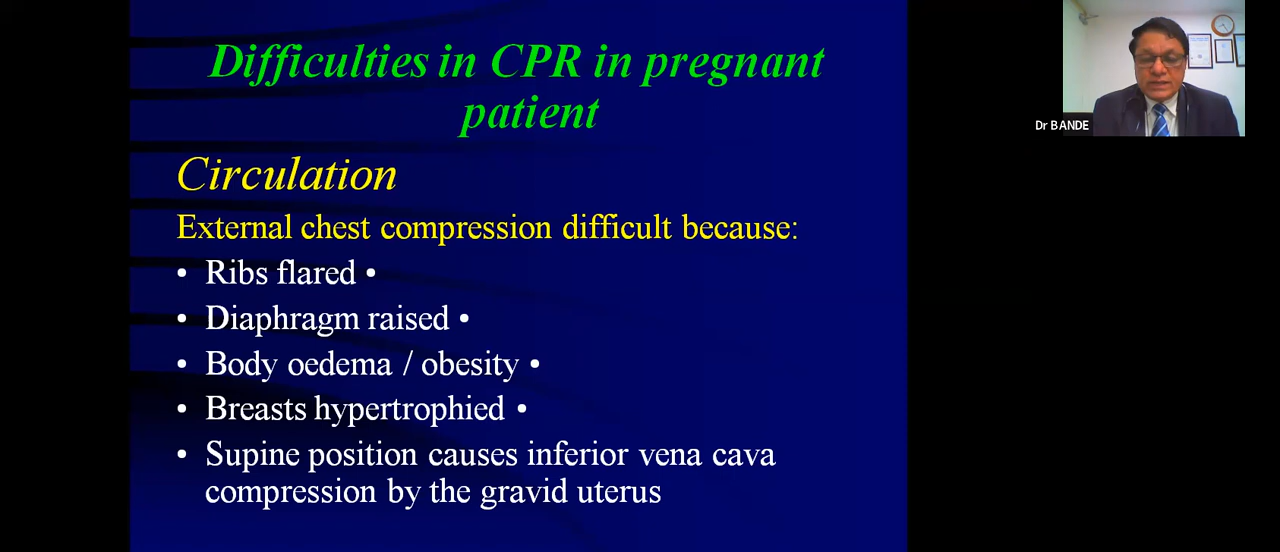 Difficulties in CPR in pregnant
patient
Circulation
External chest compression difficult because:
• Ribs flared •
• Diaphragm raised •
• Body oedema / obesity •
• Breasts hypertrophied •
• Supine position causes inferior vena cava
compression by the gravid uterus
Dr BANDE